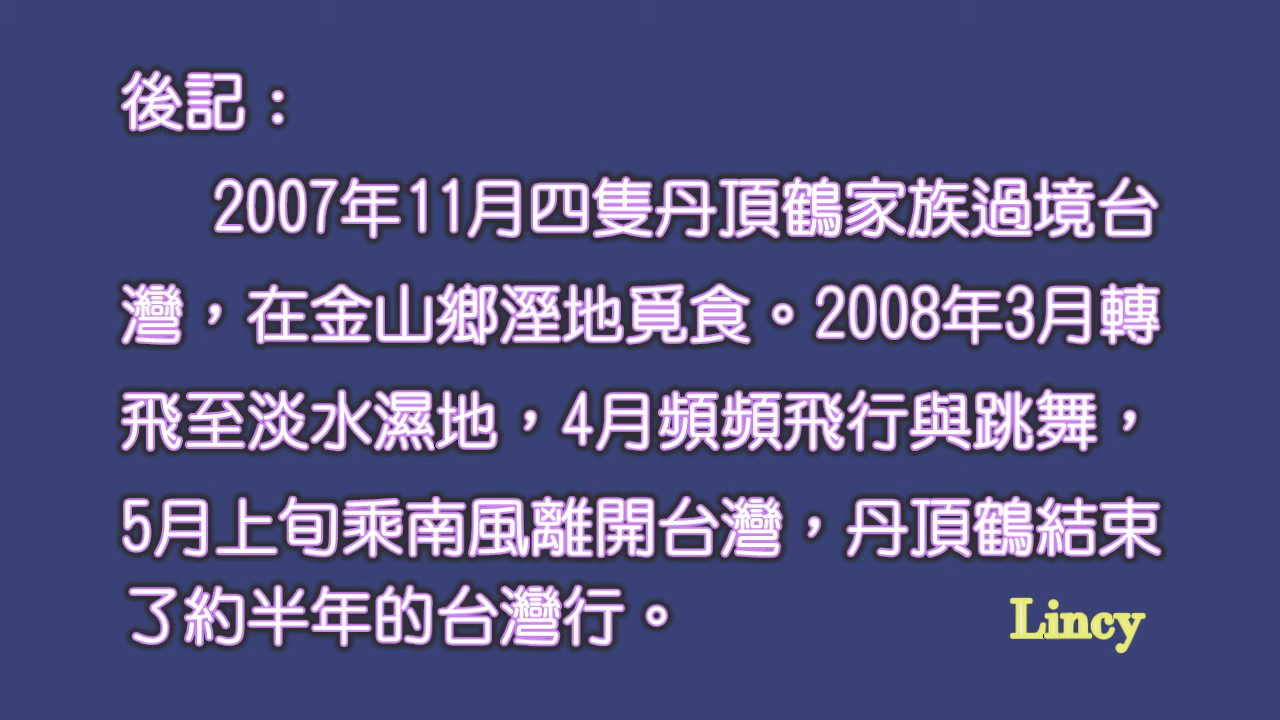 後記：
2007年11月四隻丹頂鶴家族過境台
灣，在金山鄉溼地覓食。2008年3月轉
飛至淡水濕地，4月頻頻飛行與跳舞，
5月上旬乘南風離開台灣，丹頂鶴結束
了約半年的台灣行。
Lincy